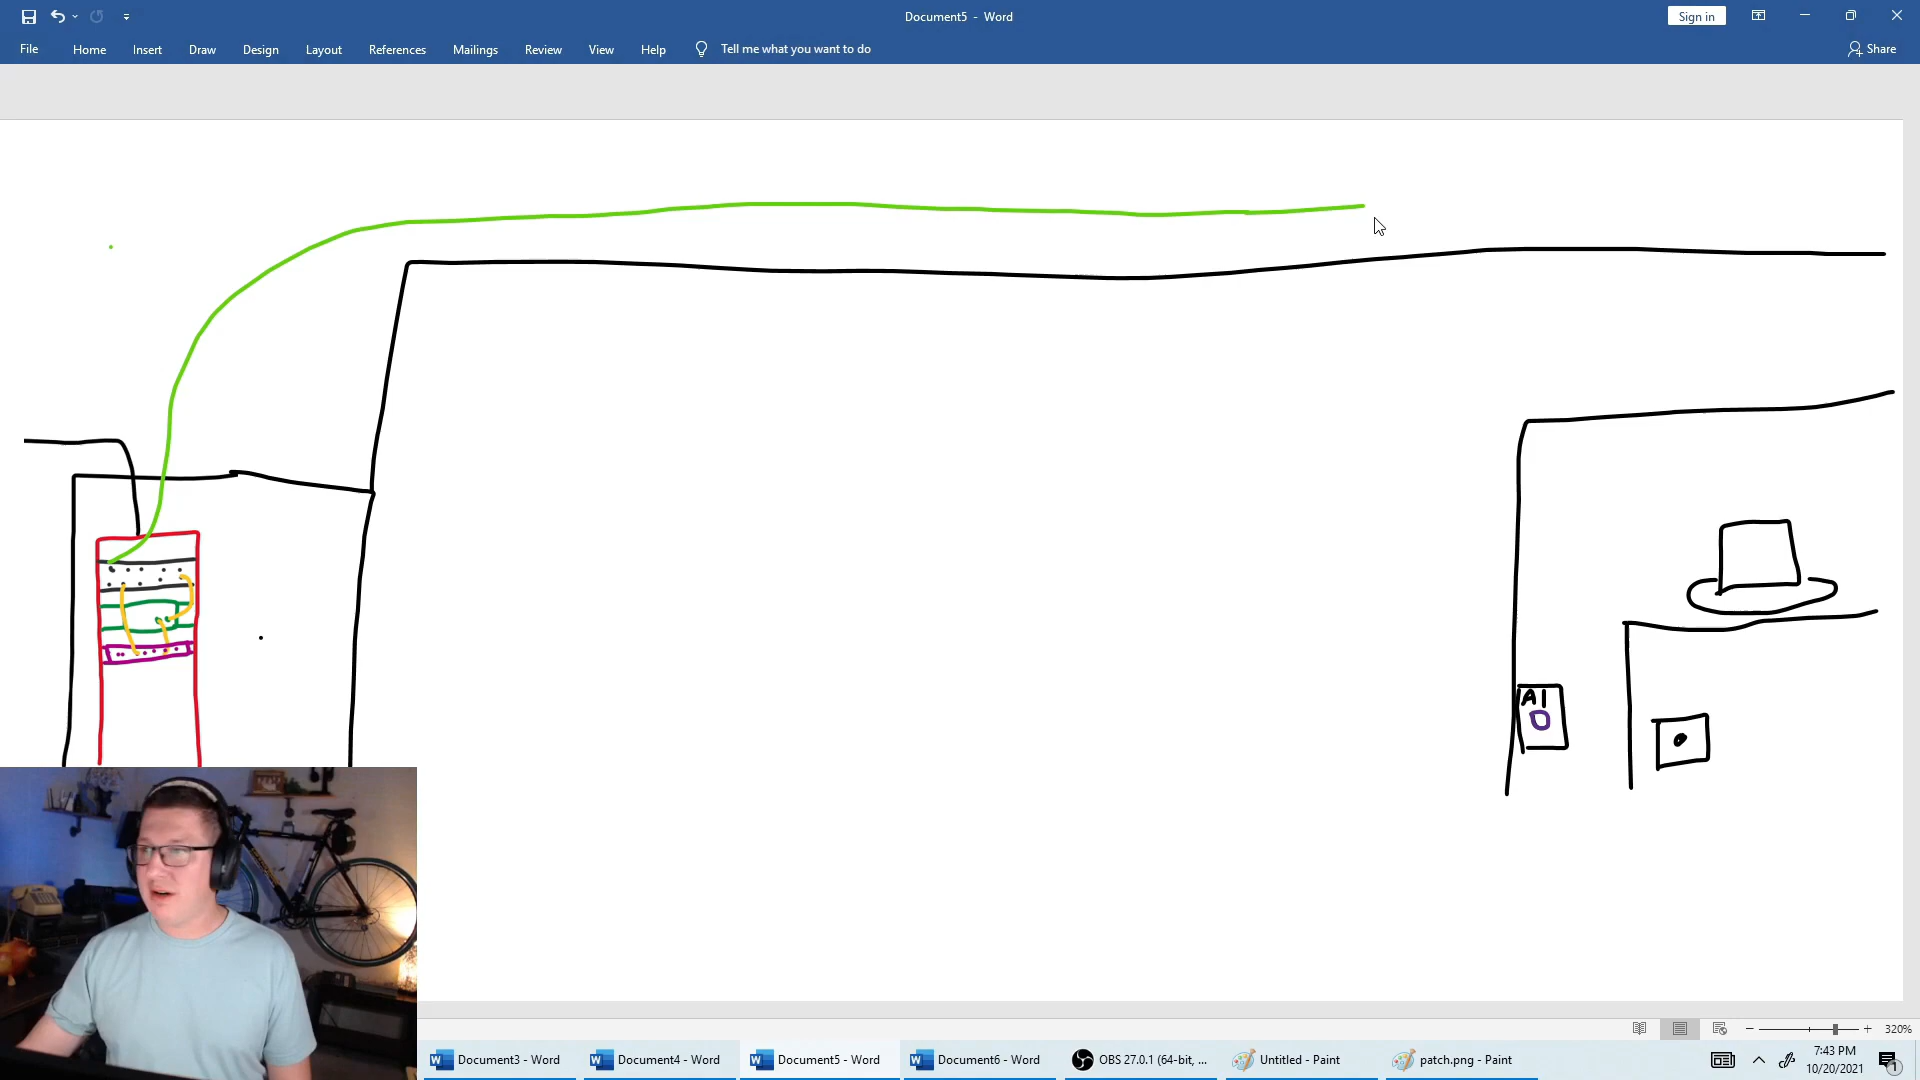 Document5 - Word
Sign in
File Home Insert Draw Design Layout References Mailings Review View Help Tell me what you want to do
Share
A1
320%
Document3 - Word
Document4 - Word
Document5 - Word
Document6 - Word
OBS 27.0.1 (64-bit, ...
Untitled - Paint
patch.png - Paint
7:43 PM
10/20/2021
1